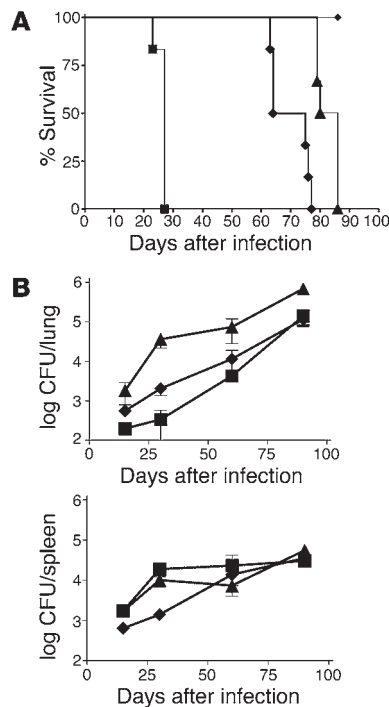 A
% Survival
100
75
50
25
0
0 10 20 30 40 50 60 70 80 90 100
Days after infection
B
log CFU/lung
6
5
4
3
2
0 25 50 75 100
Days after infection
log CFU/spleen
6
5
4
3
2
0 25 50 75 100
Days after infection